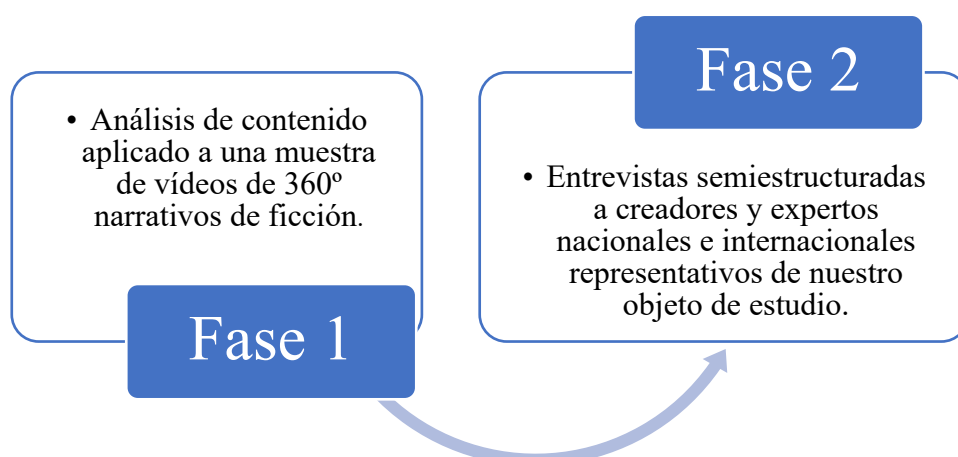 • Análisis de contenido
aplicado a una muestra
de vídeos de 360º
narrativos de ficción.
Fase 1
Fase 2
• Entrevistas semiestructuradas
a creadores y expertos
nacionales e internacionales
representativos de nuestro
objeto de estudio.